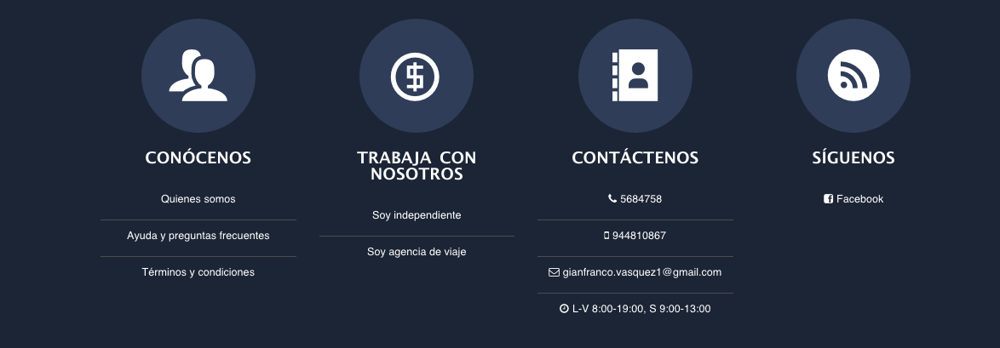 CONÓCENOS
Quienes somos
Ayuda y preguntas frecuentes
Términos y condiciones
TRABAJA CON
NOSOTROS
Soy independiente
Soy agencia de viaje
CONTÁCTENOS
5684758
944810867
gianfranco.vasquez1@gmail.com
L-V 8:00-19:00, S 9:00-13:00
SÍGUENOS
Facebook